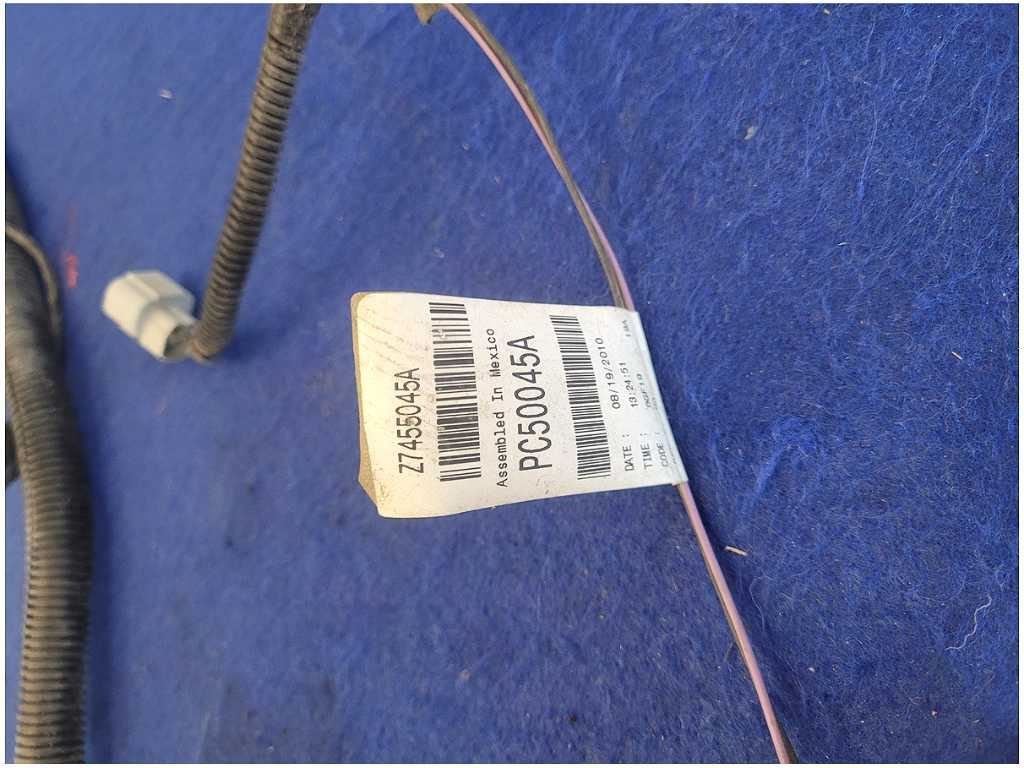 Z7455045A
Assembled In Mexico
PC50045A
DATE : 08/19/2010
TIME : 13:24:51
CODE :